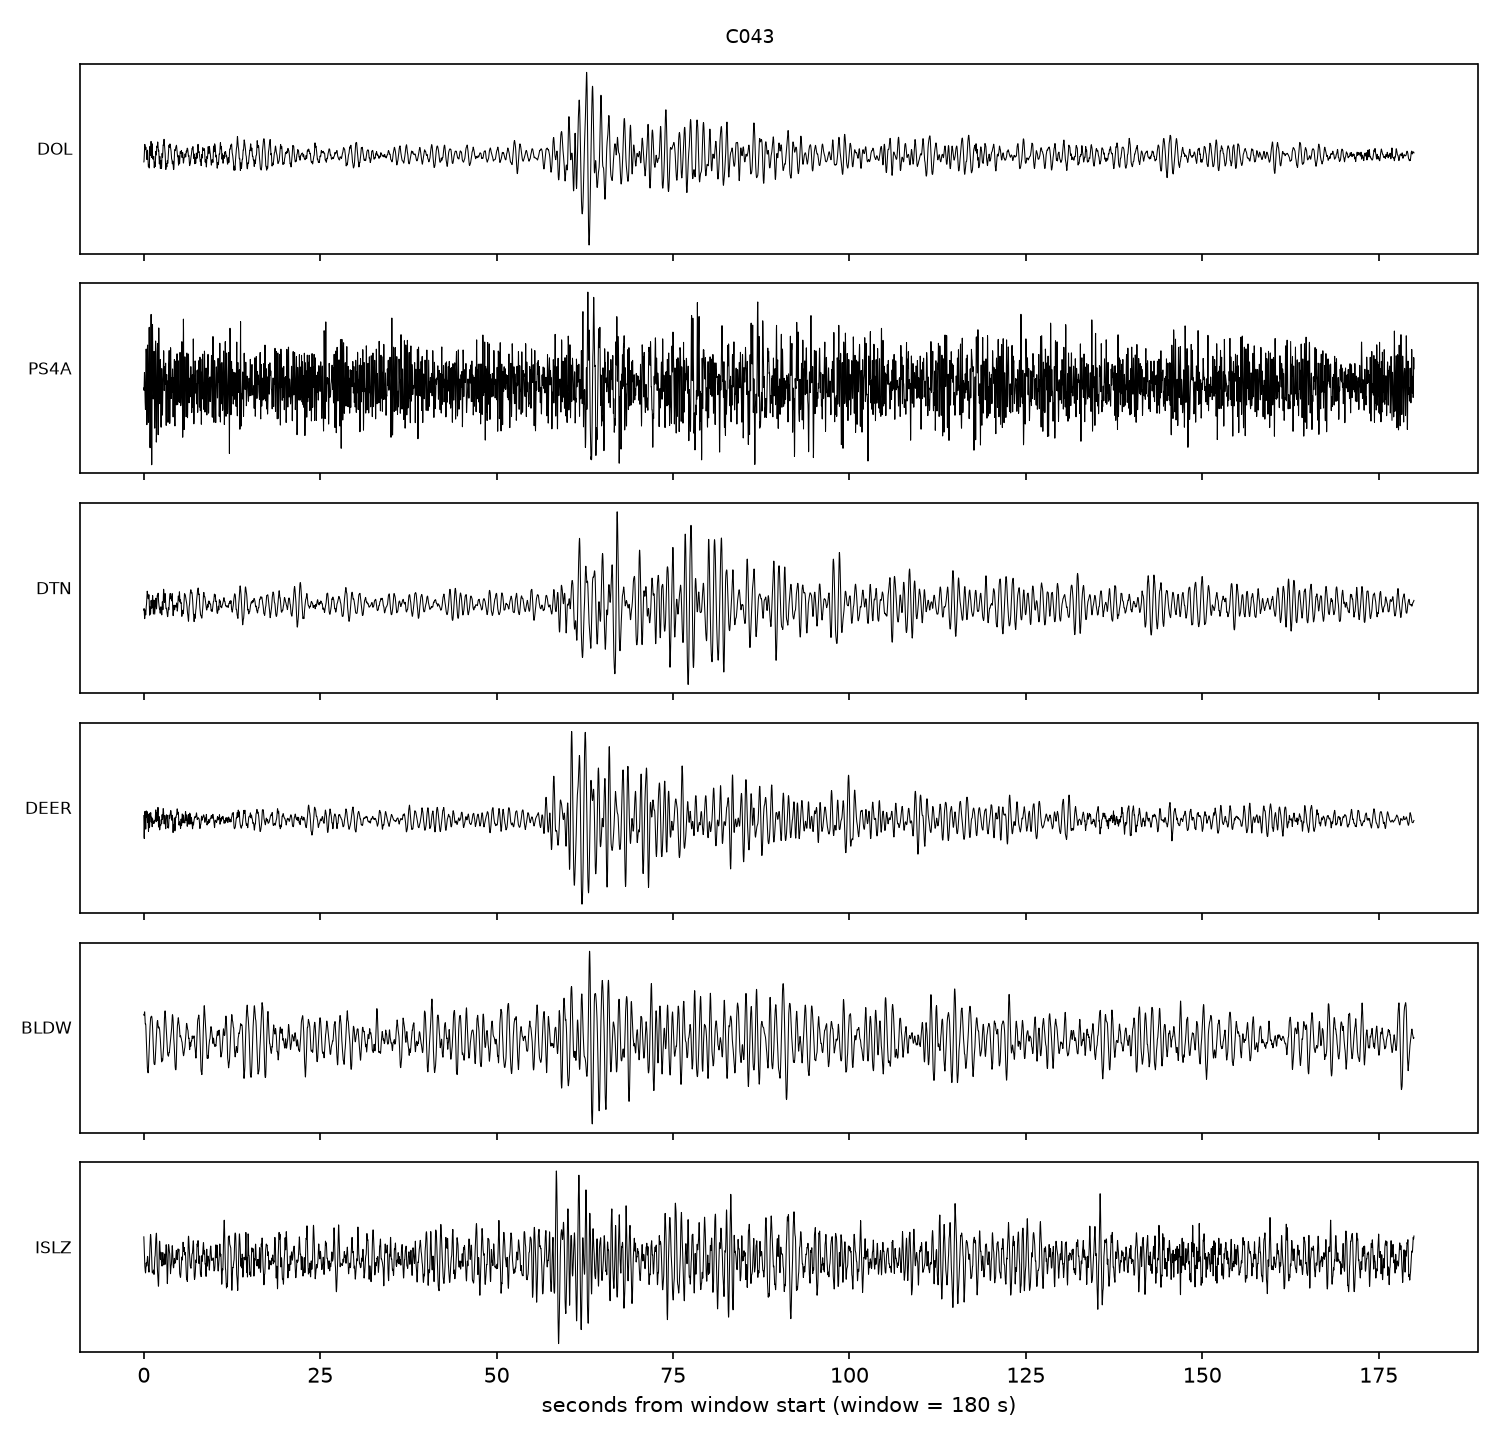 C043
DOL
PS4A
DTN
DEER
BLDW
ISLZ
0 25 50 75 100 125 150 175
seconds from window start (window = 180 s)